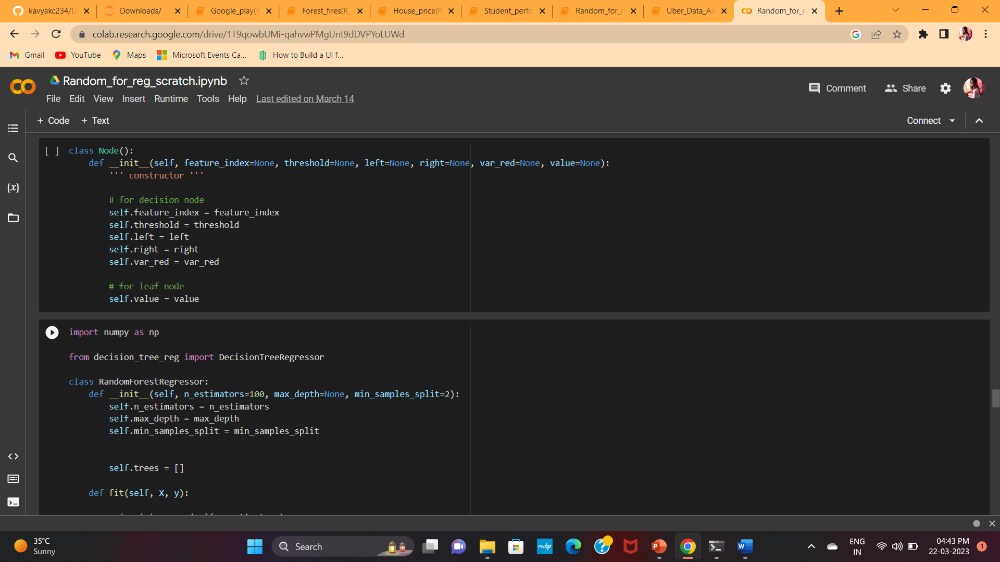 kavyakc234/U
Downloads/
Google_play(R
Forest_fires(R_
House_price(R
Student_perfo
Random_for_r
Uber_Data_An
Random_for_r
colab.research.google.com/drive/1T9qowbUMi-qahvwPMgUnt9dDVPYoLUWd
Gmail
YouTube
Maps
Microsoft Events Ca...
How to Build a UI f...
Random_for_reg_scratch.ipynb
File Edit View Insert Runtime Tools Help Last edited on March 14
Comment
Share
+ Code + Text
Connect
{x}
[ ] class Node():
def __init__(self, feature_index=None, threshold=None, left=None, right=None, var_red=None, value=None):
''' constructor '''
# for decision node
self.feature_index = feature_index
self.threshold = threshold
self.left = left
self.right = right
self.var_red = var_red
# for leaf node
self.value = value
import numpy as np
from decision_tree_reg import DecisionTreeRegressor
class RandomForestRegressor:
def __init__(self, n_estimators=100, max_depth=None, min_samples_split=2):
self.n_estimators = n_estimators
self.max_depth = max_depth
self.min_samples_split = min_samples_split
self.trees = []
def fit(self, X, y):
35°C
Sunny
Search
myhp
ENG
IN
04:43 PM
22-03-2023
1